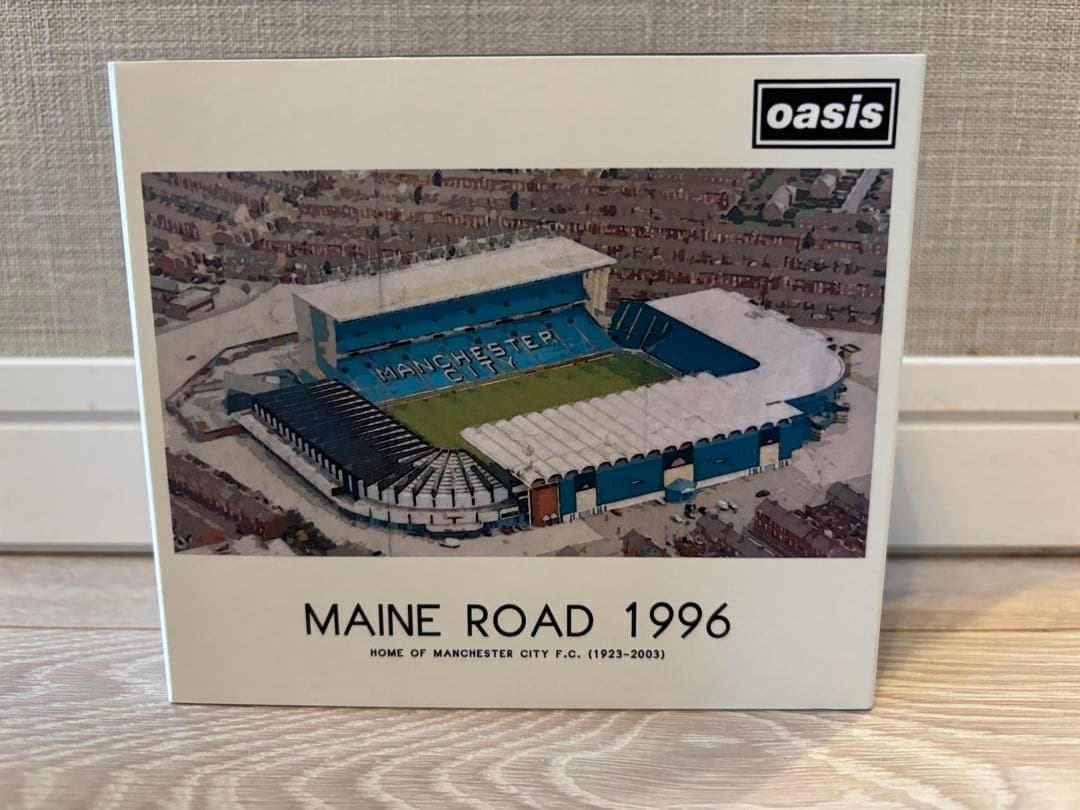 oasis
MANCHESTER
CITY
MAINE ROAD 1996
HOME OF MANCHESTER CITY F.C. (1923-2003)